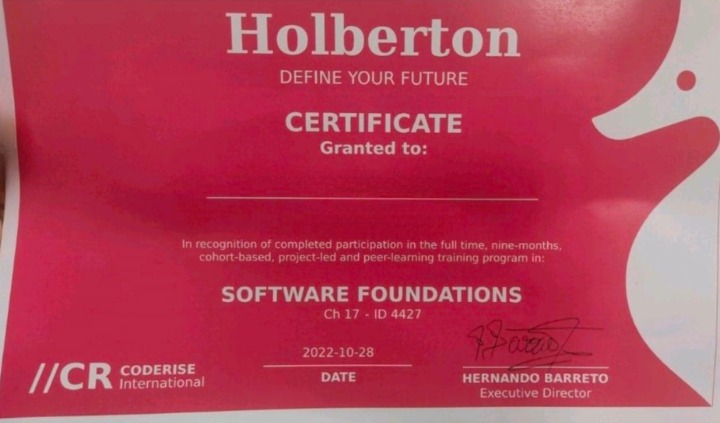 Holberton
DEFINE YOUR FUTURE
CERTIFICATE
Granted to:
In recognition of completed participation in the full time, nine-months,
cohort-based, project-led and peer-learning training program in:
SOFTWARE FOUNDATIONS
Ch 17 - ID 4427
2022-10-28
DATE
HERNANDO BARRETO
Executive Director
//CR CODERISE
International